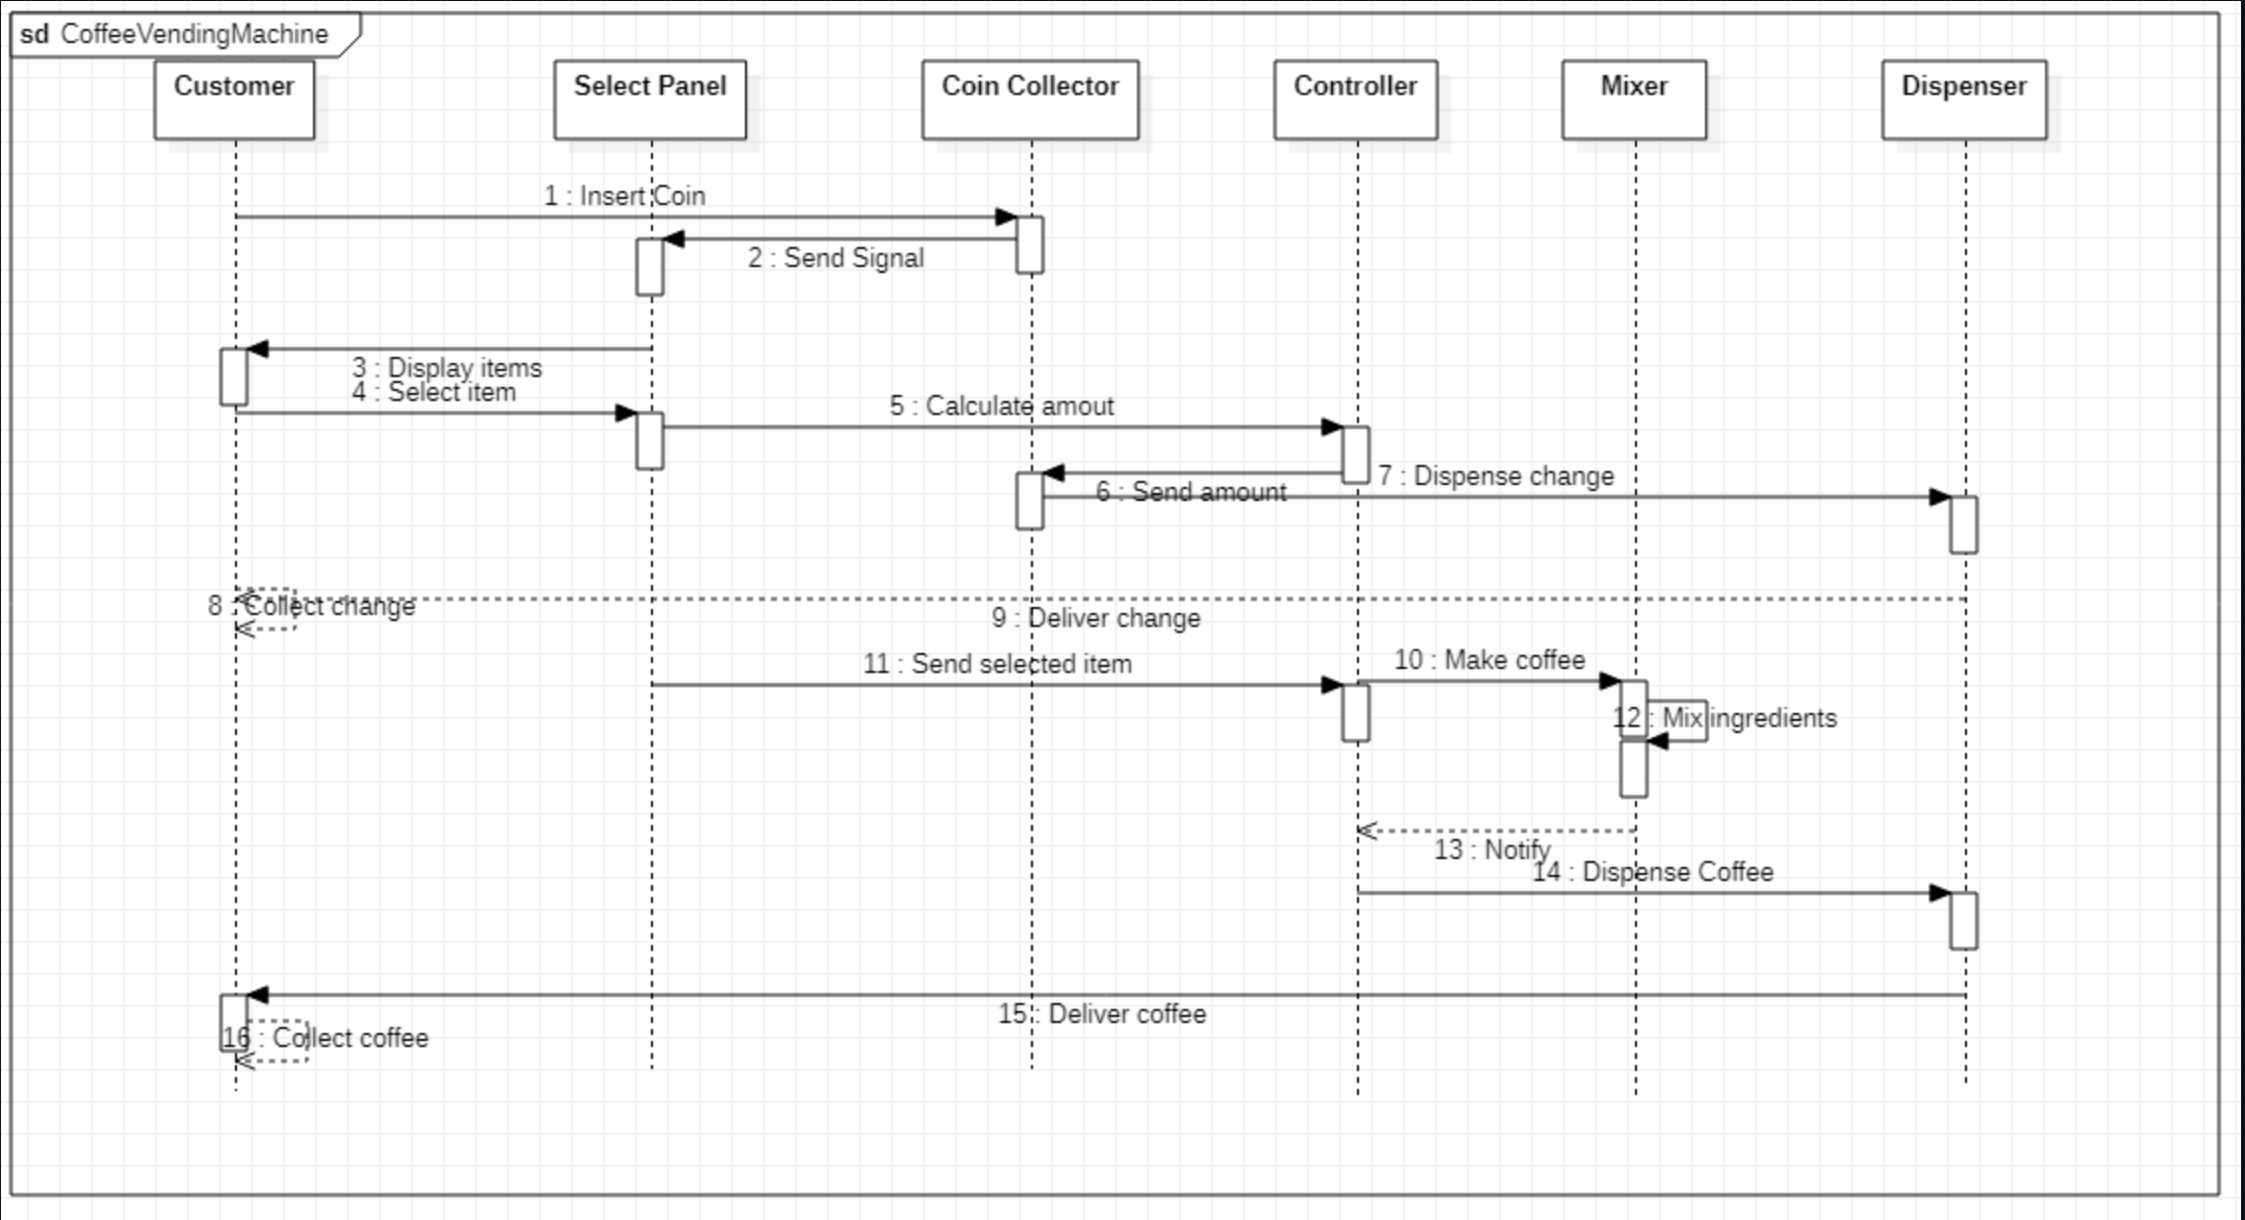 sd CoffeeVendingMachine
Customer
Select Panel
Coin Collector
Controller
Mixer
Dispenser
1 : Insert Coin
2 : Send Signal
3 : Display items
4 : Select item
5 : Calculate amout
6 : Send amount
7 : Dispense change
8 : Collect change
9 : Deliver change
11 : Send selected item
10 : Make coffee
12 : Mix ingredients
13 : Notify
14 : Dispense Coffee
15 : Deliver coffee
16 : Collect coffee